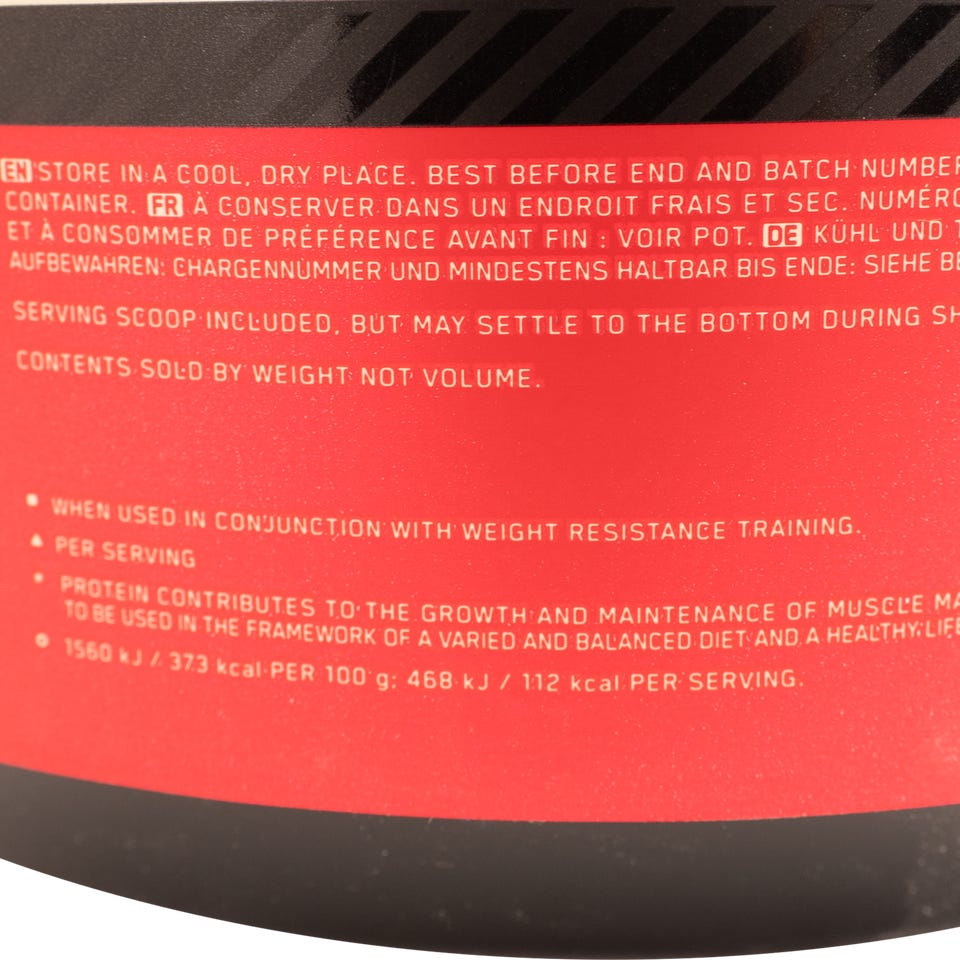 EN STORE IN A COOL, DRY PLACE. BEST BEFORE END AND BATCH NUMBER
CONTAINER. FR À CONSERVER DANS UN ENDROIT FRAIS ET SEC. NUMÉRO
ET À CONSOMMER DE PRÉFÉRENCE AVANT FIN : VOIR POT. DE KÜHL UND
AUFBEWAHREN: CHARGENNUMMER UND MINDESTENS HALTBAR BIS ENDE: SIEHE
SERVING SCOOP INCLUDED, BUT MAY SETTLE TO THE BOTTOM DURING
CONTENTS SOLD BY WEIGHT NOT VOLUME.
■ WHEN USED IN CONJUNCTION WITH WEIGHT RESISTANCE TRAINING.
▲ PER SERVING
* PROTEIN CONTRIBUTES TO THE GROWTH AND MAINTENANCE OF MUSCLE
TO BE USED IN THE FRAMEWORK OF A VARIED AND BALANCED DIET AND A HEALTHY LIFE
1560 kJ / 373 kcal PER 100 g; 468 kJ / 112 kcal PER SERVING.